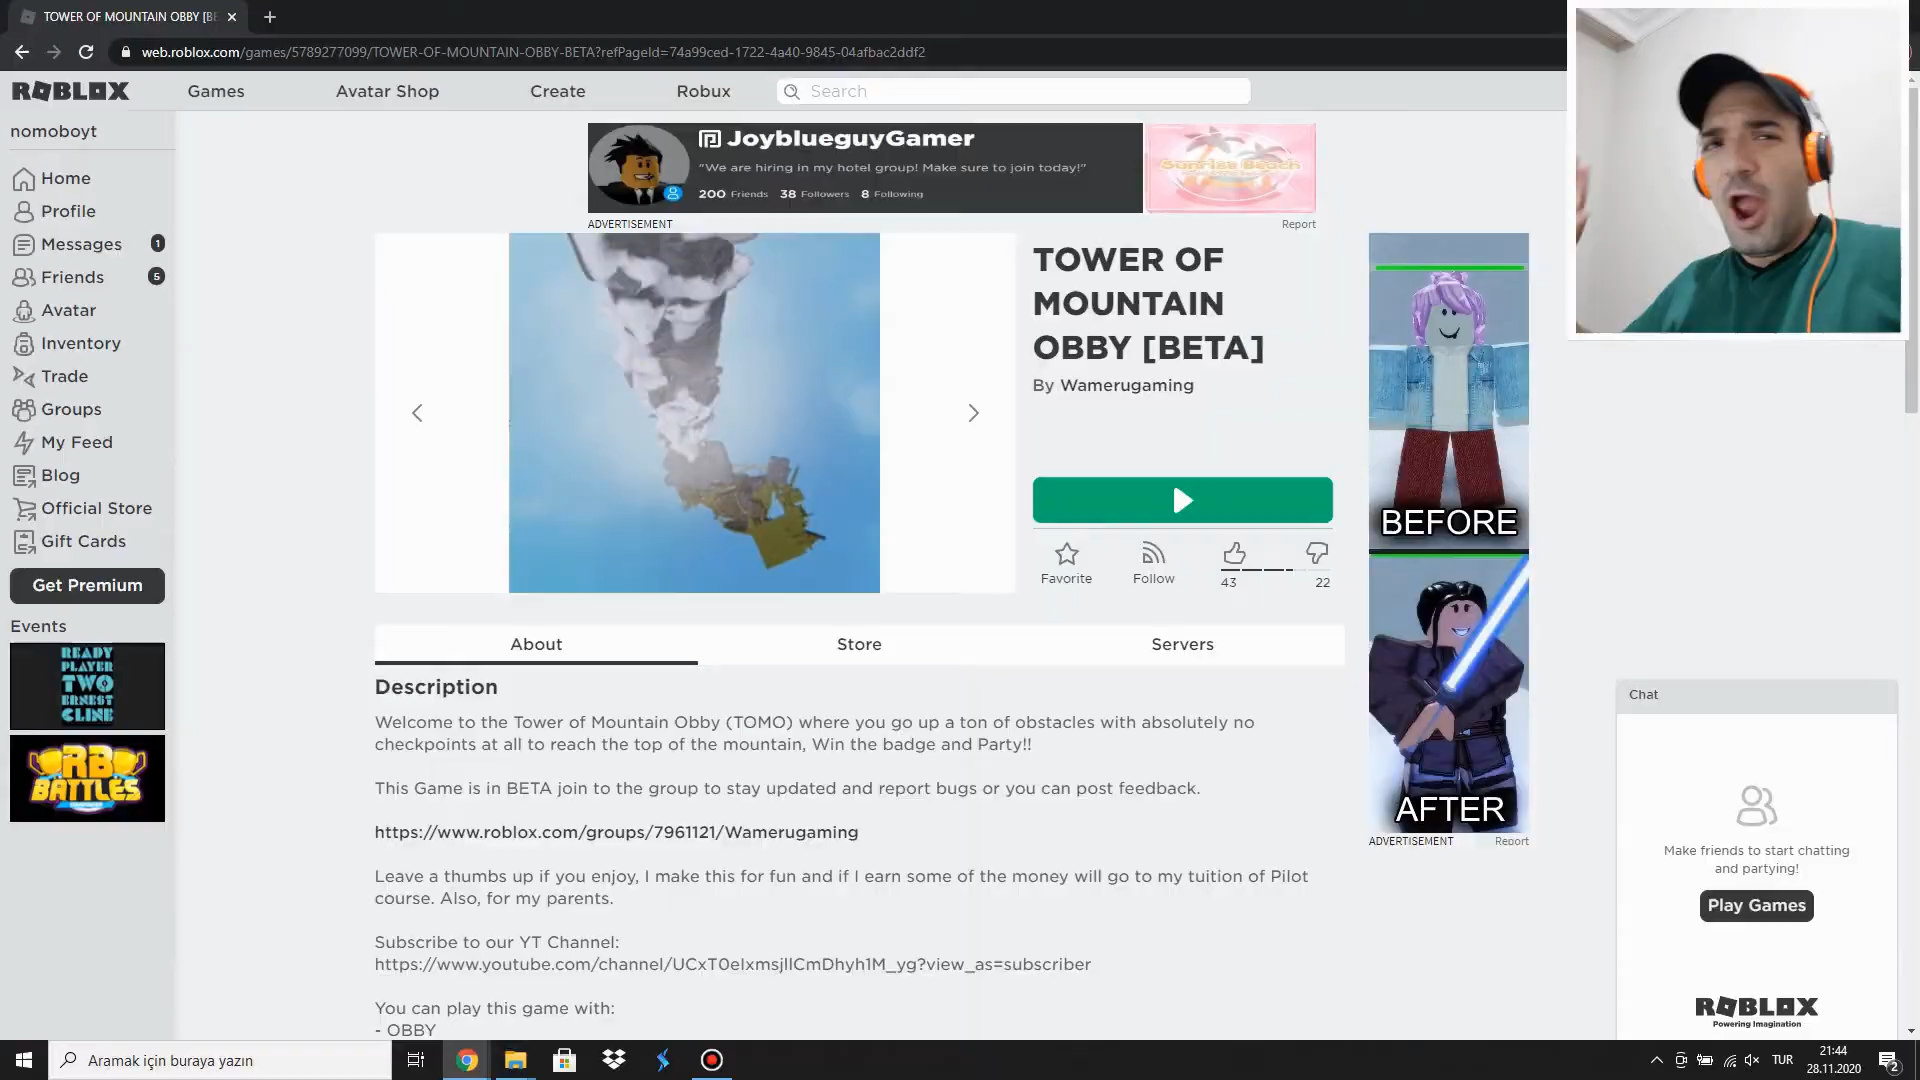 TOWER OF MOUNTAIN OBBY [BE
web.roblox.com/games/5789277099/TOWER-OF-MOUNTAIN-OBBY-BETA?refPageId=74a99ced-1722-4a40-9845-04afbac2ddf2
ROBLOX
Games
Avatar Shop
Create
Robux
Search
nomoboyt
Home
Profile
Messages 1
Friends 5
Avatar
Inventory
Trade
Groups
My Feed
Blog
Official Store
Gift Cards
Get Premium
Events
READY
PLAYER
TWO
ERNEST
CLINE
RB
BATTLES
JoyblueguyGamer
"We are hiring in my hotel group! Make sure to join today!"
200 Friends 38 Followers 8 Following
Sunrise Beach
ADVERTISEMENT
Report
TOWER OF
MOUNTAIN
OBBY [BETA]
By Wamerugaming
Favorite
Follow
43
22
About
Store
Servers
Description
Welcome to the Tower of Mountain Obby (TOMO) where you go up a ton of obstacles with absolutely no
checkpoints at all to reach the top of the mountain, Win the badge and Party!!
This Game is in BETA join to the group to stay updated and report bugs or you can post feedback.
https://www.roblox.com/groups/7961121/Wamerugaming
Leave a thumbs up if you enjoy, I make this for fun and if I earn some of the money will go to my tuition of Pilot
course. Also, for my parents.
Subscribe to our YT Channel:
https://www.youtube.com/channel/UCxT0elxmsjllCmDhyh1M_yg?view_as=subscriber
You can play this game with:
- OBBY
BEFORE
AFTER
ADVERTISEMENT
Report
Chat
Make friends to start chatting
and partying!
Play Games
ROBLOX
Powering Imagination
Aramak için buraya yazın
TUR
21:44
28.11.2020
2